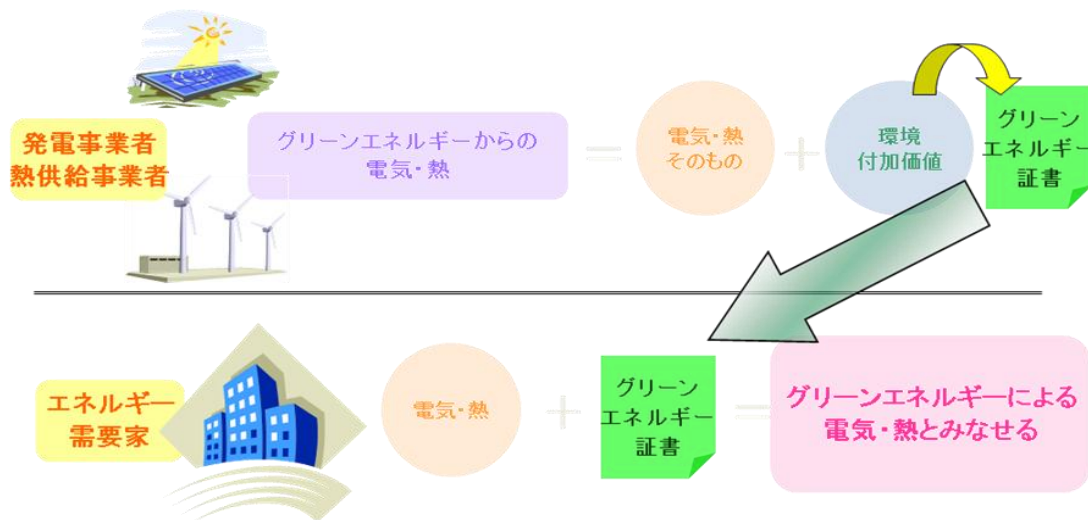 発電事業者
熱供給事業者
グリーンエネルギーからの
電気・熱
=
電気・熱
そのもの
+
環境
付加価値
グリーン
エネルギー
証書
エネルギー
需要家
電気・熱
+
グリーン
エネルギー
証書
=
グリーンエネルギーによる
電気・熱とみなせる